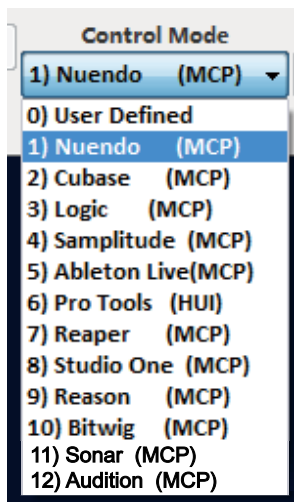 Control Mode
1) Nuendo (MCP)
0) User Defined
1) Nuendo (MCP)
2) Cubase (MCP)
3) Logic (MCP)
4) Samplitude (MCP)
5) Ableton Live(MCP)
6) Pro Tools (HUI)
7) Reaper (MCP)
8) Studio One (MCP)
9) Reason (MCP)
10) Bitwig (MCP)
11) Sonar (MCP)
12) Audition (MCP)